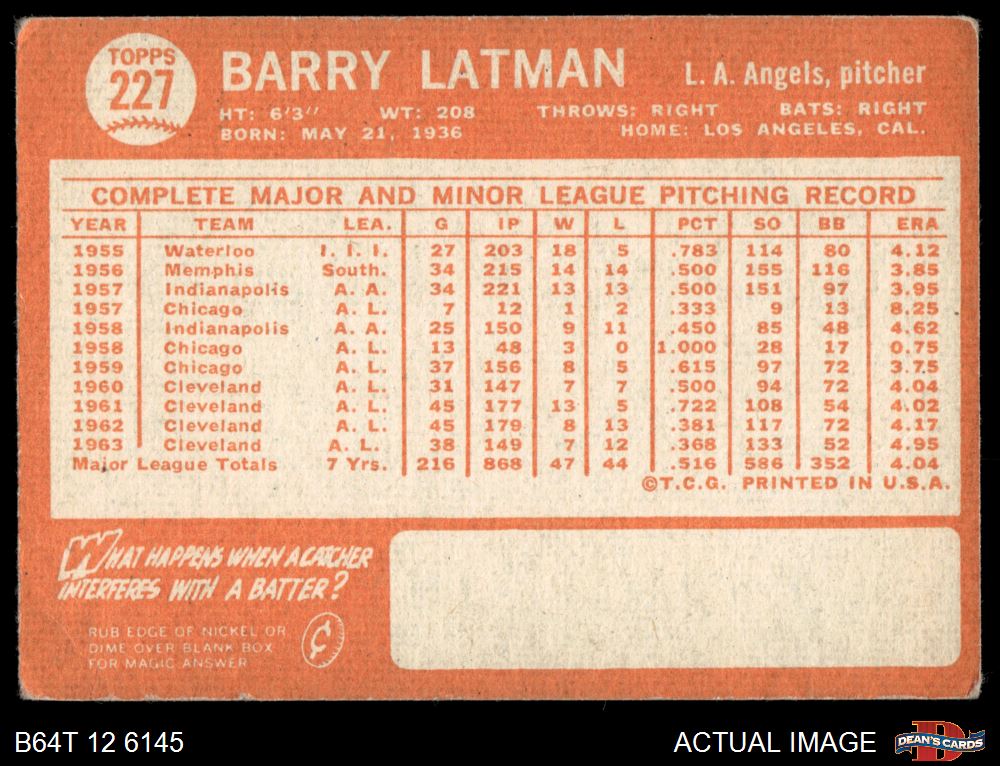 TOPPS
227
BARRY LATMAN
L. A. Angels, pitcher
HT: 6'3" WT: 208 THROWS: RIGHT BATS: RIGHT
BORN: MAY 21, 1936 HOME: LOS ANGELES, CAL.
COMPLETE MAJOR AND MINOR LEAGUE PITCHING RECORD
YEAR TEAM LEA. G IP W L PCT SO BB ERA
1955 Waterloo I. I. I. 27 203 18 5 .783 114 80 4.12
1956 Memphis South. 34 215 14 14 .500 155 116 3.85
1957 Indianapolis A. A. 34 221 13 13 .500 151 97 3.95
1957 Chicago A. L. 7 12 1 2 .333 9 13 8.25
1958 Indianapolis A. A. 25 150 9 11 .450 85 48 4.62
1958 Chicago A. L. 13 48 3 0 1.000 28 17 0.75
1959 Chicago A. L. 37 156 8 5 .615 97 72 3.75
1960 Cleveland A. L. 31 147 7 7 .500 94 72 4.04
1961 Cleveland A. L. 45 177 13 5 .722 108 54 4.02
1962 Cleveland A. L. 45 179 8 13 .381 117 72 4.17
1963 Cleveland A. L. 38 149 7 12 .368 133 52 4.95
Major League Totals 7 Yrs. 216 868 47 44 .516 586 352 4.04
©T.C.G. PRINTED IN U.S.A.
WHAT HAPPENS WHEN A CATCHER
INTERFERES WITH A BATTER?
RUB EDGE OF NICKEL OR
DIME OVER BLANK BOX
FOR MAGIC ANSWER
¢
B64T 12 6145
ACTUAL IMAGE
DEAN'S CARDS